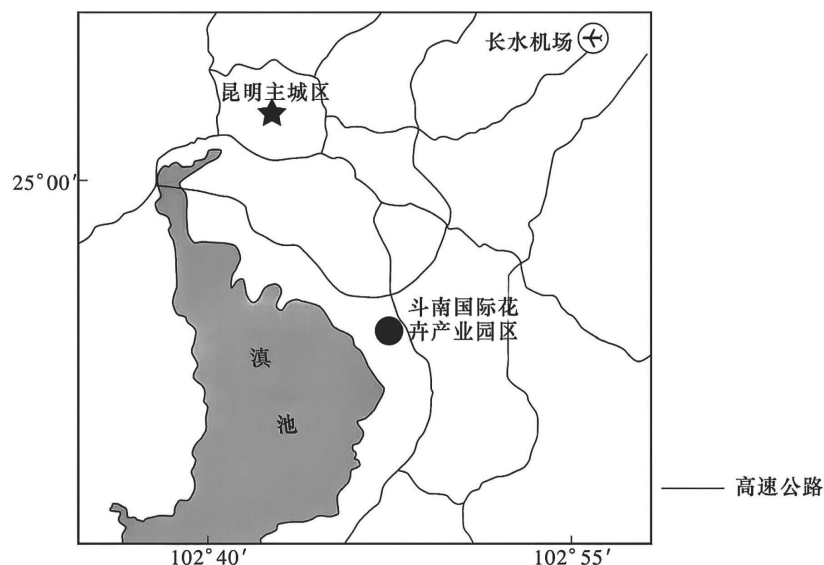 长水机场
昆明主城区
25°00′
斗南国际花
卉产业园区
滇
池
高速公路
102°40′
102°55′